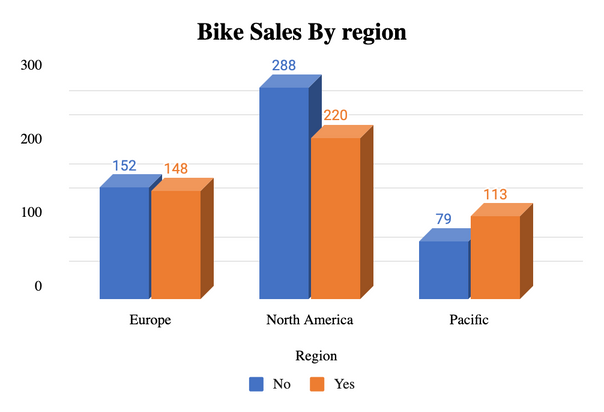 Bike Sales By region
300
200
100
0
288
220
152
148
113
79
Europe North America Pacific
Region
No Yes